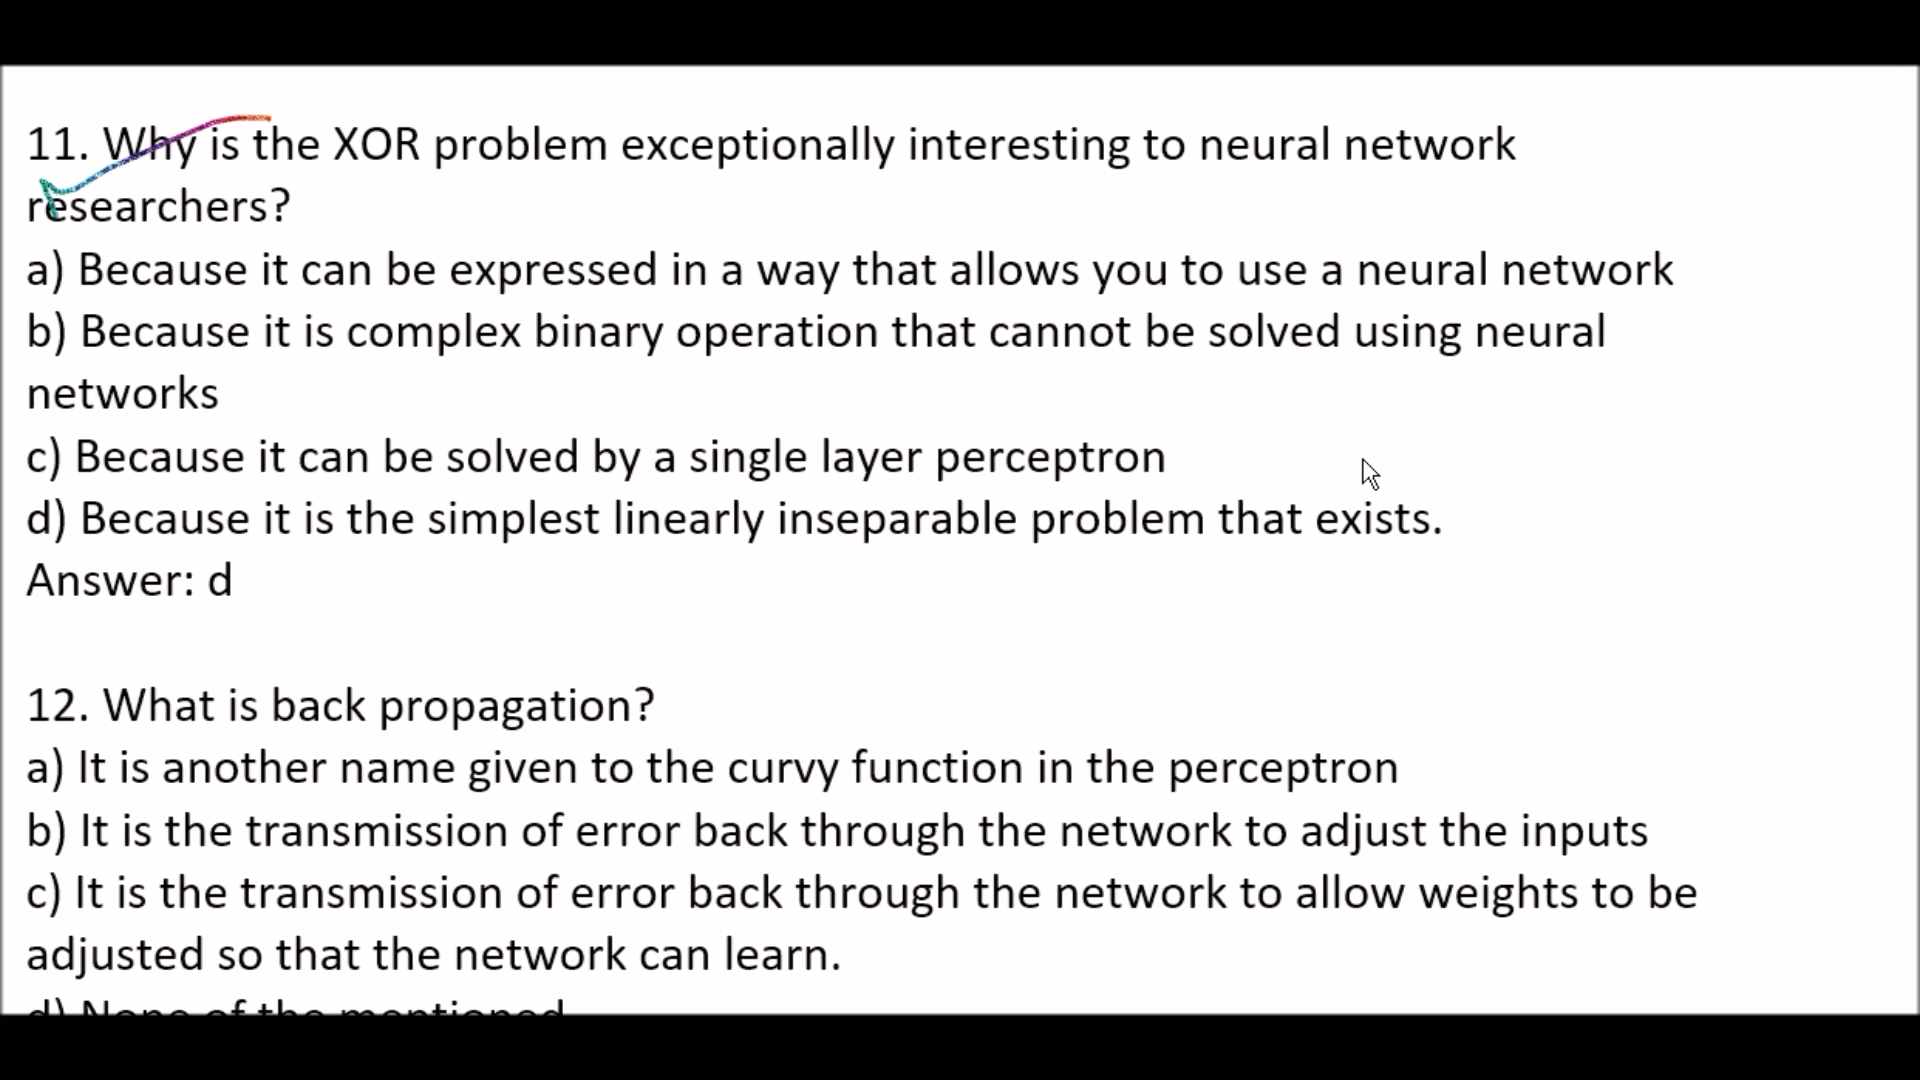 11. Why is the XOR problem exceptionally interesting to neural network
researchers?
a) Because it can be expressed in a way that allows you to use a neural network
b) Because it is complex binary operation that cannot be solved using neural
networks
c) Because it can be solved by a single layer perceptron
d) Because it is the simplest linearly inseparable problem that exists.
Answer: d
12. What is back propagation?
a) It is another name given to the curvy function in the perceptron
b) It is the transmission of error back through the network to adjust the inputs
c) It is the transmission of error back through the network to allow weights to be
adjusted so that the network can learn.
d) None of the mentioned